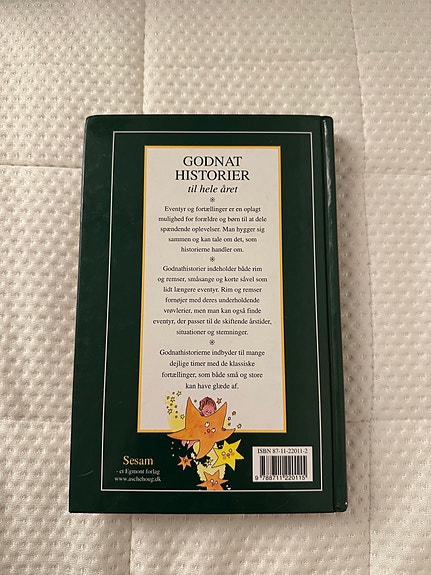 GODNAT
HISTORIER
til hele året
Eventyr og fortællinger er en oplagt
mulighed for forældre og børn til at dele
spændende oplevelser. Man hygger sig
sammen og kan tale om det, som
historierne handler om.
Godnathistorier indeholder både rim
og remser, småsange og korte såvel som
lidt længere eventyr. Rim og remser
fornøjer med deres underholdende
vrøvlerier, men man kan også finde
eventyr, der passer til de skiftende årstider,
situationer og stemninger.
Godnathistorierne indbyder til mange
dejlige timer med de klassiske
fortællinger, som både små og store
kan have glæde af.
Sesam
- et Egmont forlag
www.aschehoug.dk
ISBN 87-11-22011-2
9 788711 220115